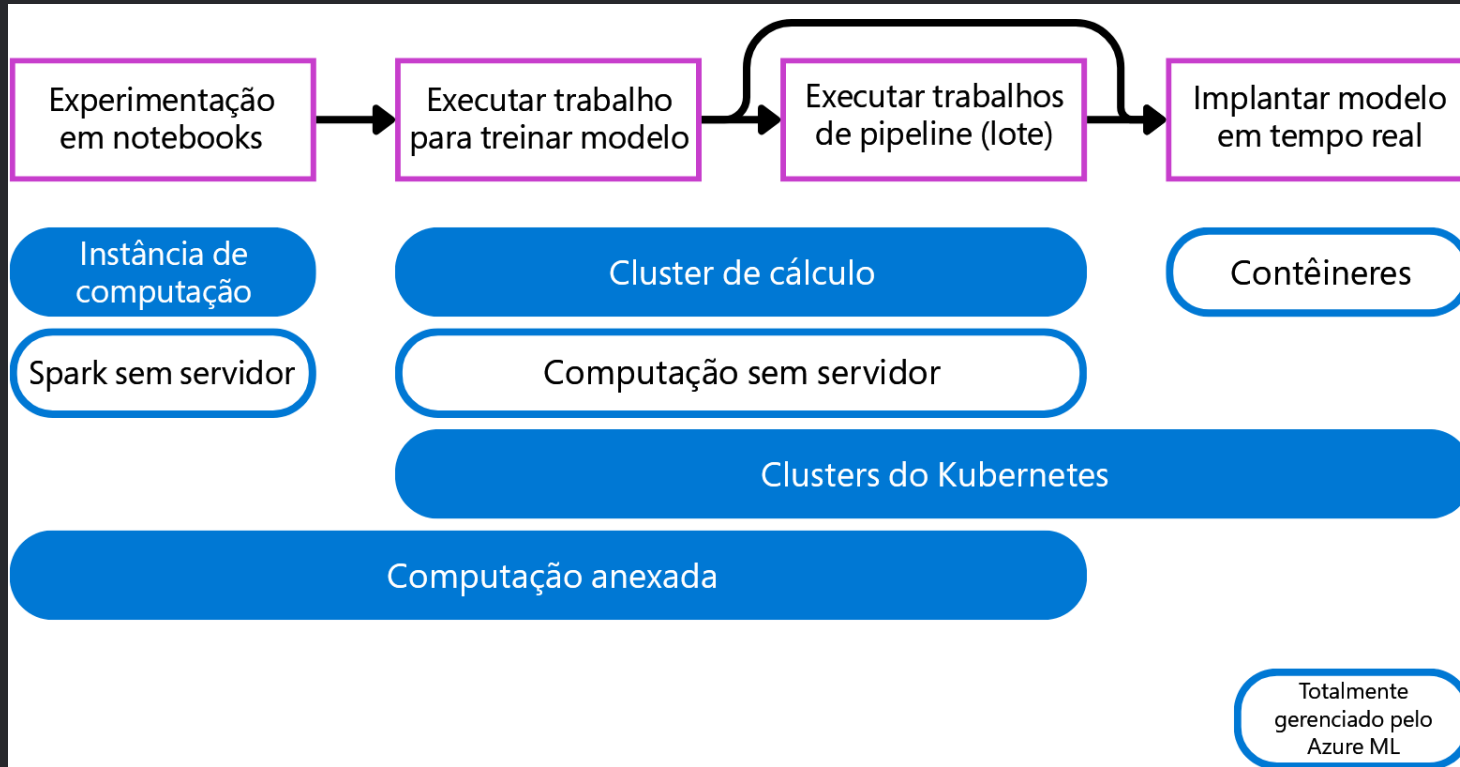 Experimentação
em notebooks
Executar trabalho
para treinar modelo
Executar trabalhos
de pipeline (lote)
Implantar modelo
em tempo real
Instância de
computação
Cluster de cálculo
Contêineres
Spark sem servidor
Computação sem servidor
Clusters do Kubernetes
Computação anexada
Totalmente
gerenciado pelo
Azure ML